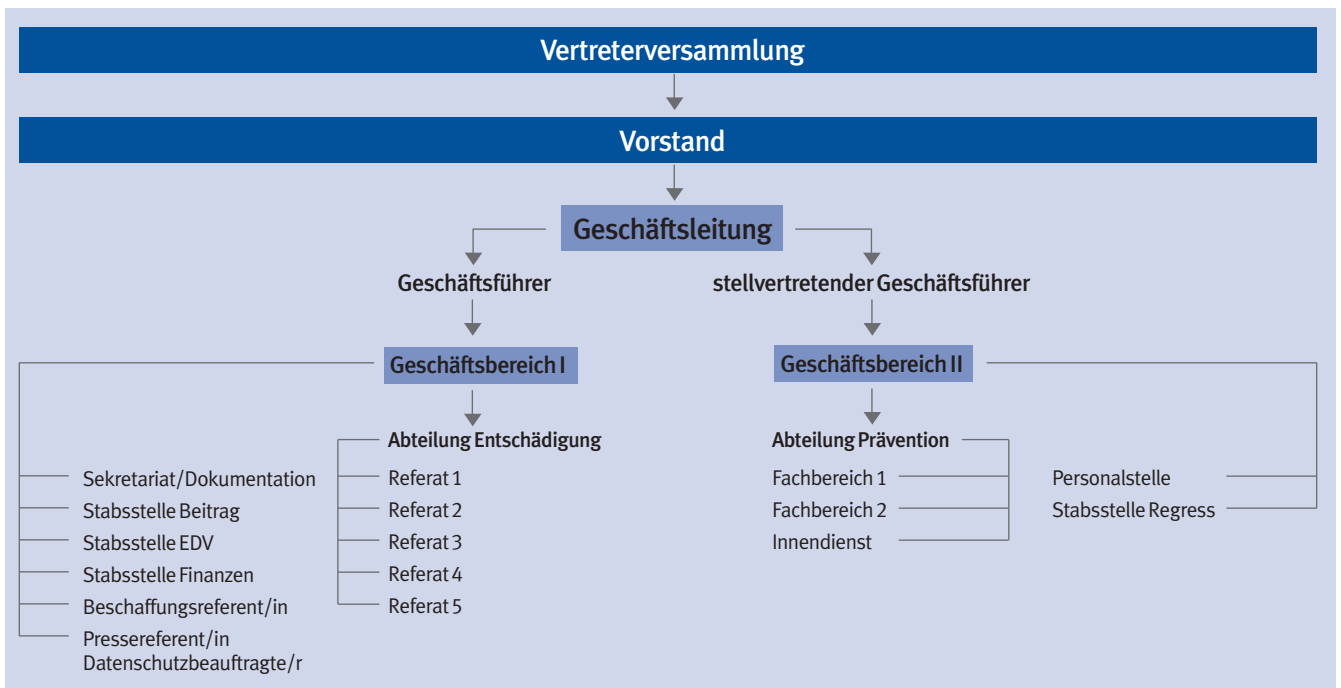 Vertreterversammlung
Vorstand
Geschäftsleitung
Geschäftsführer
stellvertretender Geschäftsführer
Geschäftsbereich I
Geschäftsbereich II
Abteilung Entschädigung
Abteilung Prävention
Sekretariat/Dokumentation
Stabsstelle Beitrag
Stabsstelle EDV
Stabsstelle Finanzen
Beschaffungsreferent/in
Pressereferent/in
Datenschutzbeauftragte/r
Referat 1
Referat 2
Referat 3
Referat 4
Referat 5
Fachbereich 1
Fachbereich 2
Innendienst
Personalstelle
Stabsstelle Regress